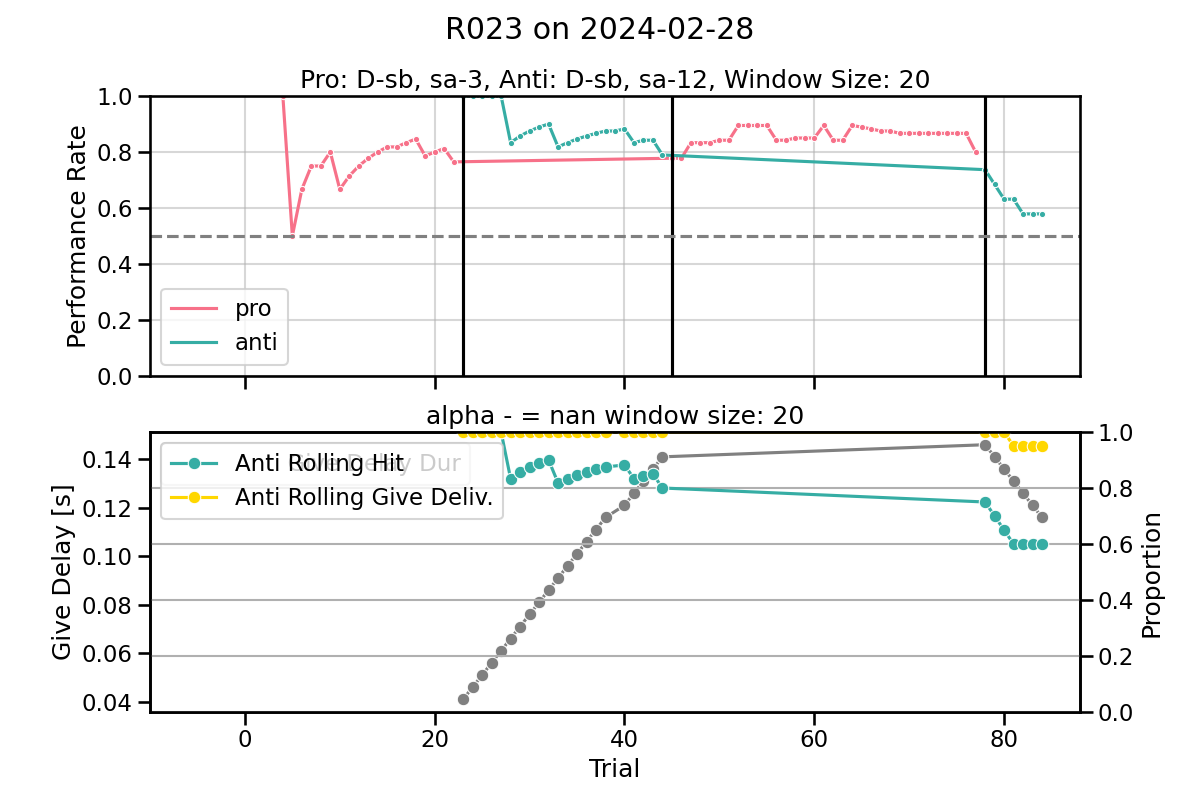 R023 on 2024-02-28
Pro: D-sb, sa-3, Anti: D-sb, sa-12, Window Size: 20
1.0
0.8
0.6
0.4
0.2
0.0
Performance Rate
pro
anti
alpha - = nan window size: 20
0.14
0.12
0.10
0.08
0.06
0.04
Give Delay [s]
Give Delay Dur
Anti Rolling Hit
Anti Rolling Give Deliv.
1.0
0.8
0.6
0.4
0.2
0.0
Proportion
0 20 40 60 80
Trial